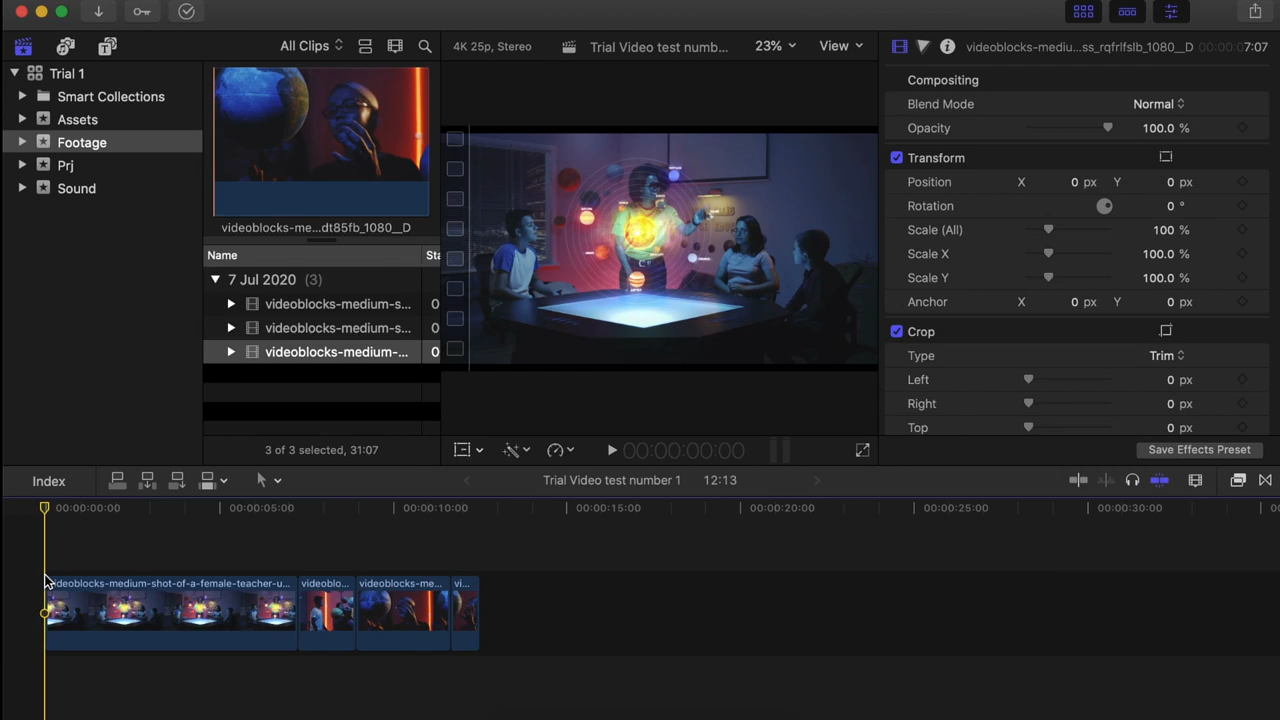 All Clips
4K 25p, Stereo
Trial Video test numb...
23%
View
videoblocks-mediu...ss_rqfrlfslb_1080__D
00:00:07:07
Trial 1
Smart Collections
Assets
Footage
Prj
Sound
videoblocks-me...dt85fb_1080__D
Name
Sta
7 Jul 2020 (3)
videoblocks-medium-s... 0
videoblocks-medium-s... 0
videoblocks-medium-... 0
3 of 3 selected, 31:07
00:00:00:00
Compositing
Blend Mode Normal
Opacity 100.0 %
Transform
Position X 0 px Y 0 px
Rotation 0 °
Scale (All) 100 %
Scale X 100.0 %
Scale Y 100.0 %
Anchor X 0 px Y 0 px
Crop
Type Trim
Left 0 px
Right 0 px
Top 0 px
Save Effects Preset
Index
Trial Video test number 1 12:13
00:00:00:00 00:00:05:00 00:00:10:00 00:00:15:00 00:00:20:00 00:00:25:00 00:00:30:00
videoblocks-medium-shot-of-a-female-teacher-u... videoblo... videoblocks-me... vi...